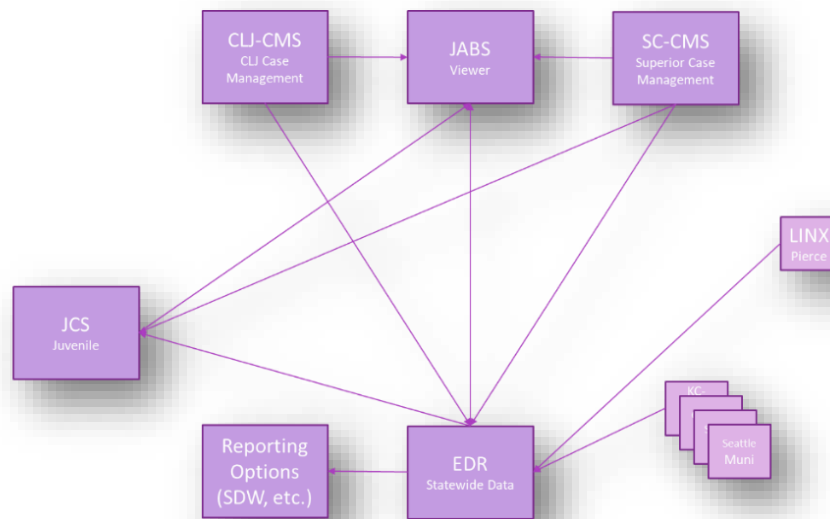 CLJ-CMS
CLJ Case
Management
JABS
Viewer
SC-CMS
Superior Case
Management
LINX
Pierce
JCS
Juvenile
KC-
Seattle
Muni
Reporting
Options
(SDW, etc.)
EDR
Statewide Data